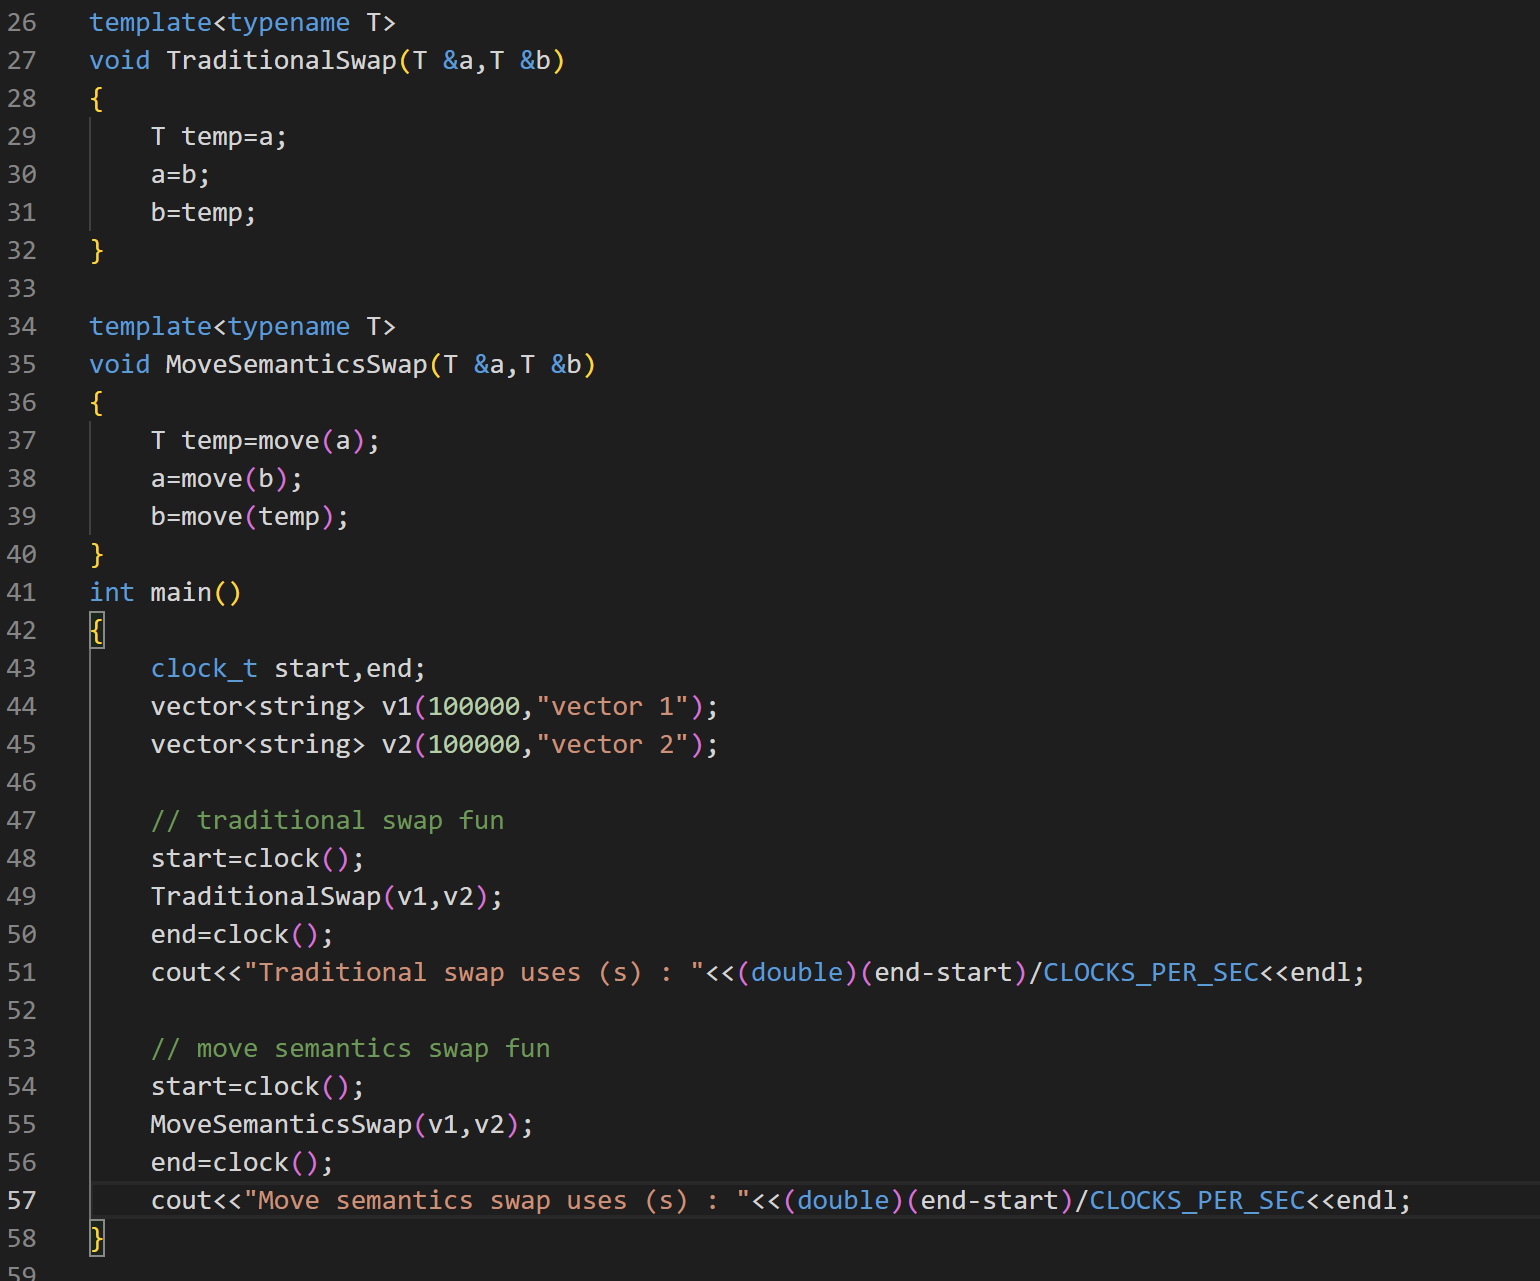 26 template<typename T>
27 void TraditionalSwap(T &a,T &b)
28 {
29     T temp=a;
30     a=b;
31     b=temp;
32 }
33
34 template<typename T>
35 void MoveSemanticsSwap(T &a,T &b)
36 {
37     T temp=move(a);
38     a=move(b);
39     b=move(temp);
40 }
41 int main()
42 {
43     clock_t start,end;
44     vector<string> v1(100000,"vector 1");
45     vector<string> v2(100000,"vector 2");
46
47     // traditional swap fun
48     start=clock();
49     TraditionalSwap(v1,v2);
50     end=clock();
51     cout<<"Traditional swap uses (s) : "<<(double)(end-start)/CLOCKS_PER_SEC<<endl;
52
53     // move semantics swap fun
54     start=clock();
55     MoveSemanticsSwap(v1,v2);
56     end=clock();
57     cout<<"Move semantics swap uses (s) : "<<(double)(end-start)/CLOCKS_PER_SEC<<endl;
58 }
59